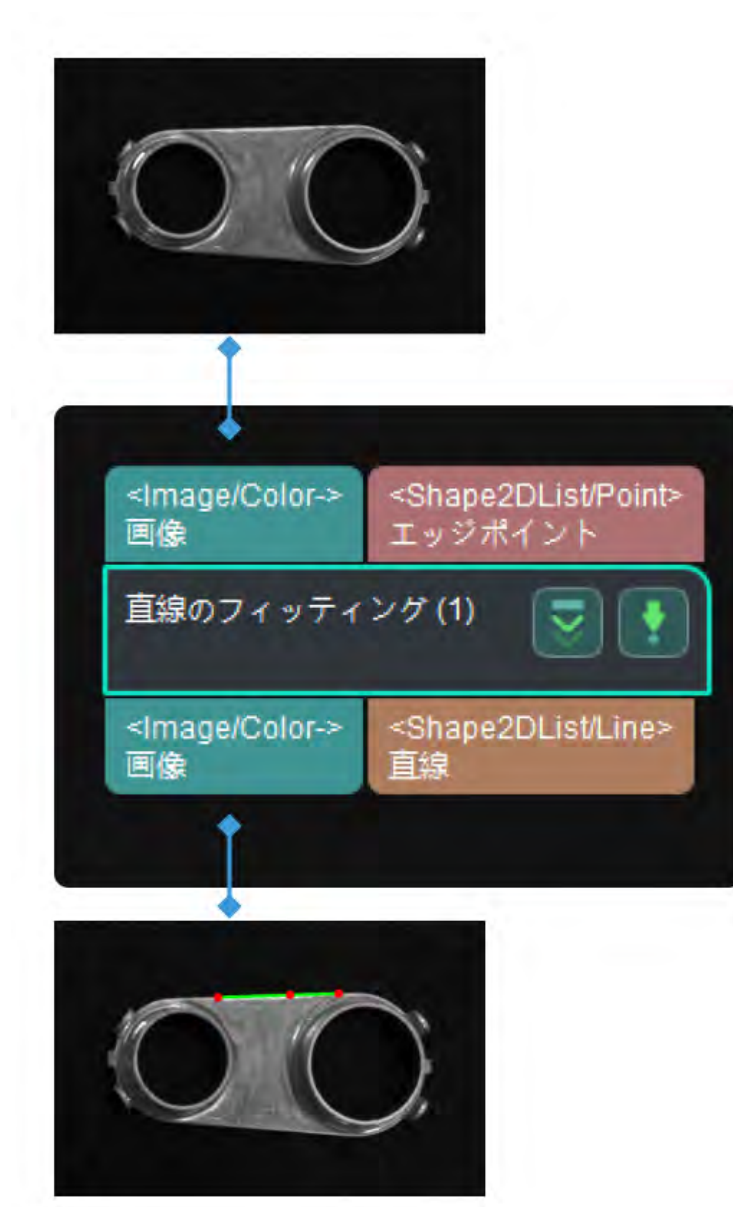 <Image/Color->
画像
<Shape2DList/Point>
エッジポイント
直線のフィッティング (1)
<Image/Color->
画像
<Shape2DList/Line>
直線